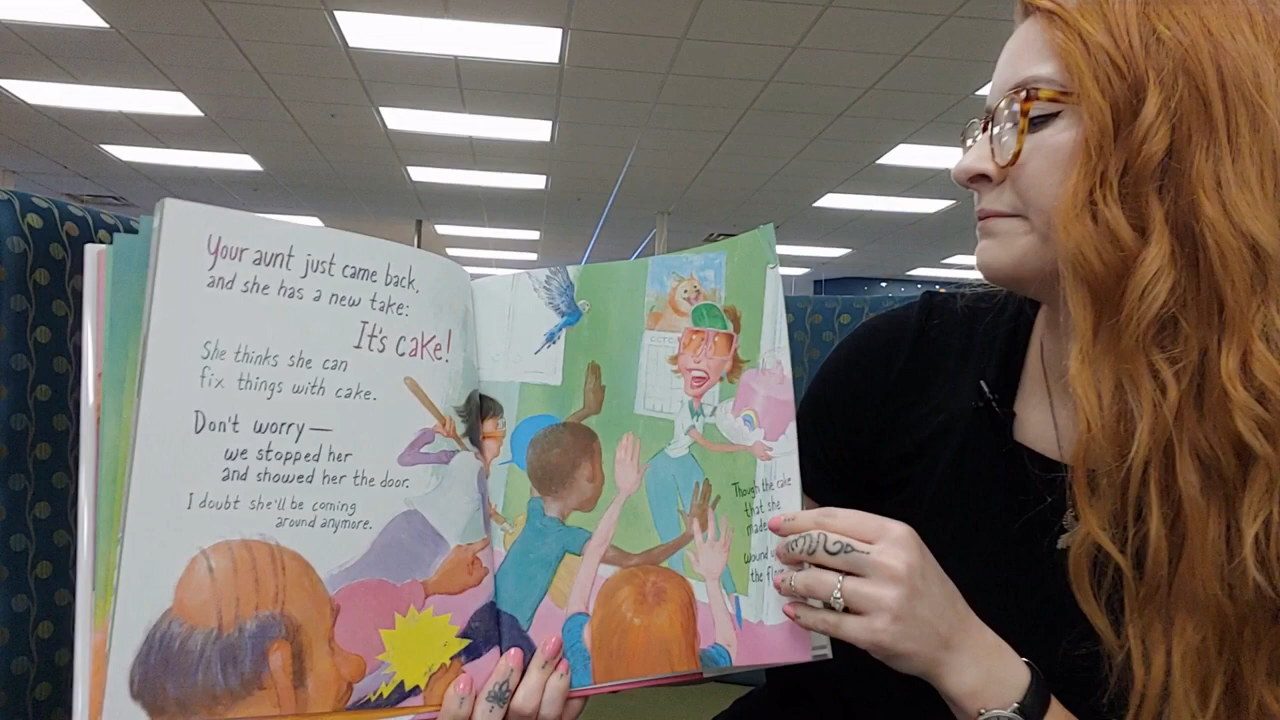 Your aunt just came back,
and she has a new take:
It's cake!
She thinks she can
fix things with cake.
Don't worry—
we stopped her
and showed her the door.
I doubt she'll be coming
around anymore.
Though the cake
that she
made
wound
the